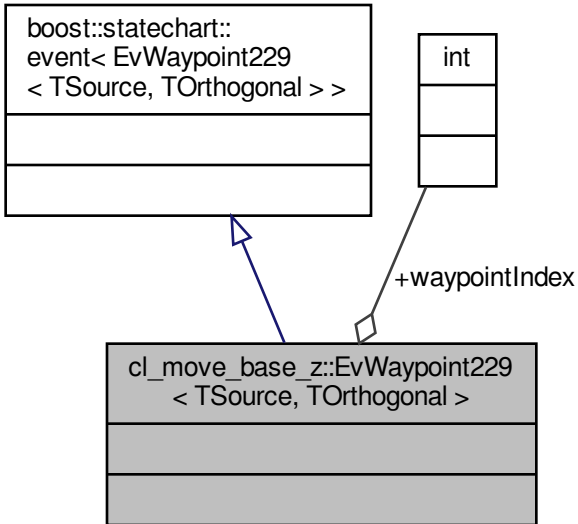 boost::statechart::
event< EvWaypoint229
< TSource, TOrthogonal > >
int
+waypointIndex
cl_move_base_z::EvWaypoint229
< TSource, TOrthogonal >